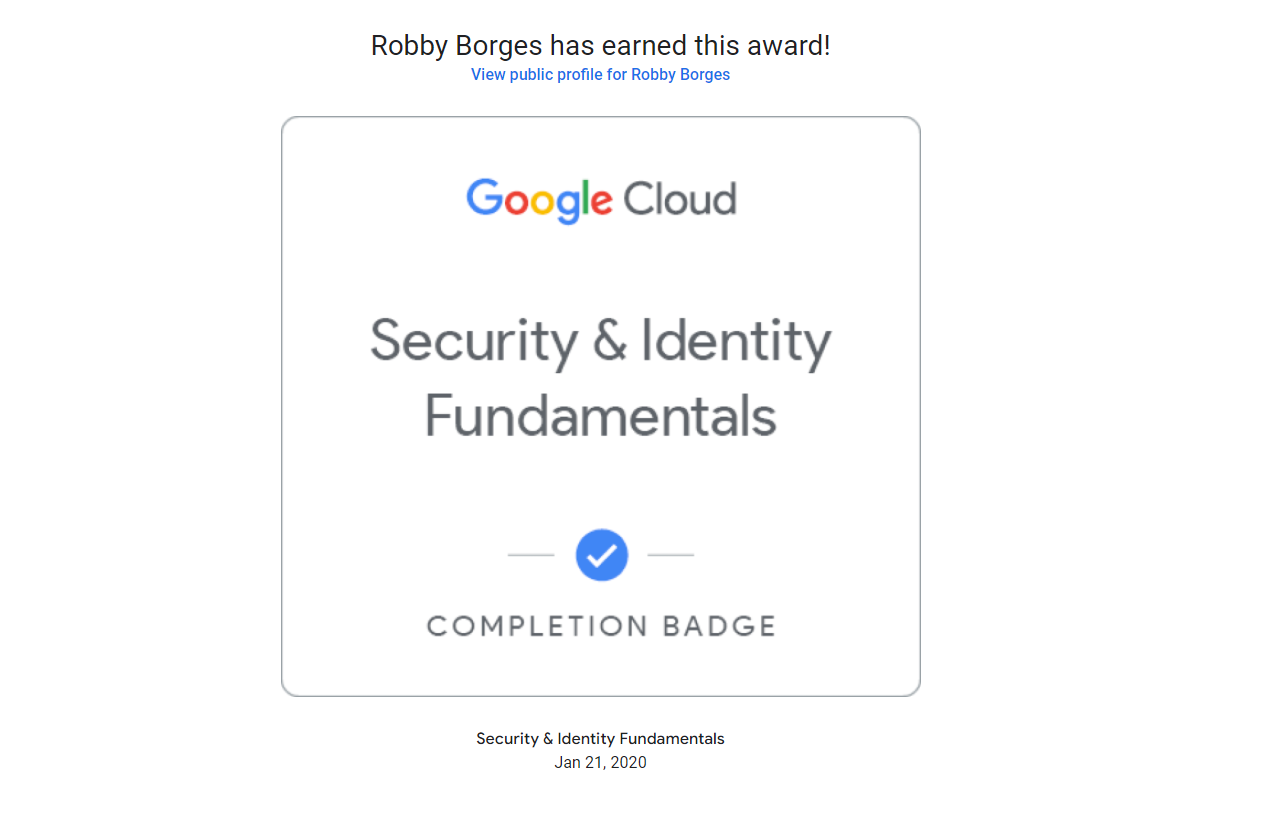 Robby Borges has earned this award!
View public profile for Robby Borges
Google Cloud
Security & Identity
Fundamentals
COMPLETION BADGE
Security & Identity Fundamentals
Jan 21, 2020